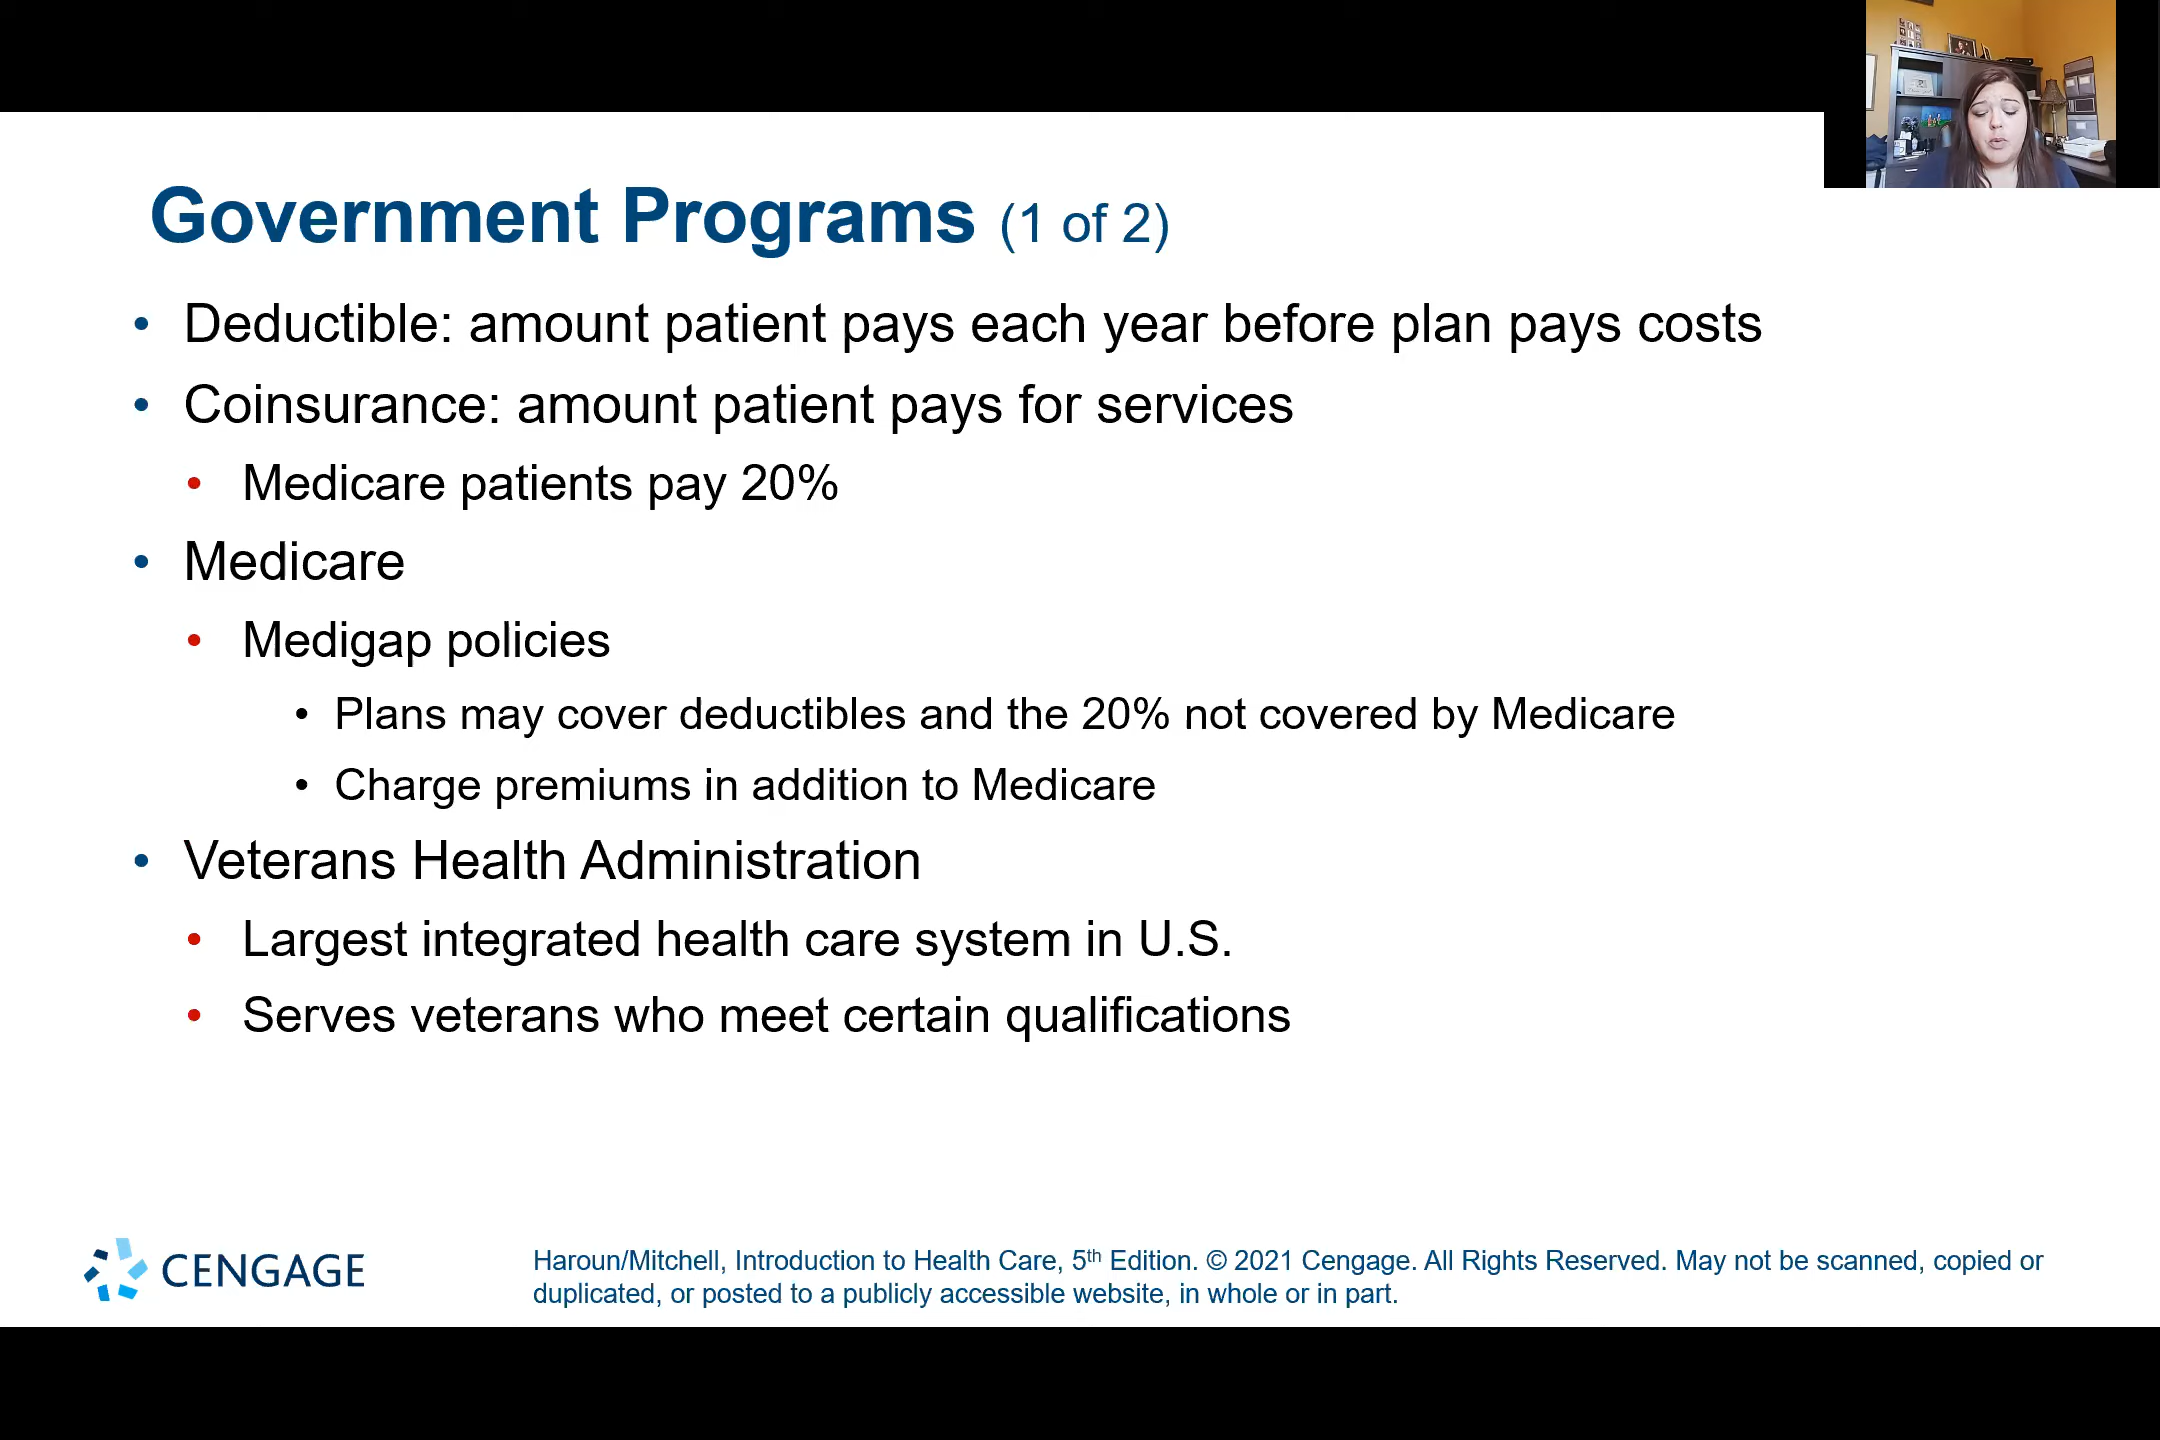 Government Programs (1 of 2)
• Deductible: amount patient pays each year before plan pays costs
• Coinsurance: amount patient pays for services
• Medicare patients pay 20%
• Medicare
• Medigap policies
• Plans may cover deductibles and the 20% not covered by Medicare
• Charge premiums in addition to Medicare
• Veterans Health Administration
• Largest integrated health care system in U.S.
• Serves veterans who meet certain qualifications
CENGAGE
Haroun/Mitchell, Introduction to Health Care, 5th Edition. © 2021 Cengage. All Rights Reserved. May not be scanned, copied or
duplicated, or posted to a publicly accessible website, in whole or in part.